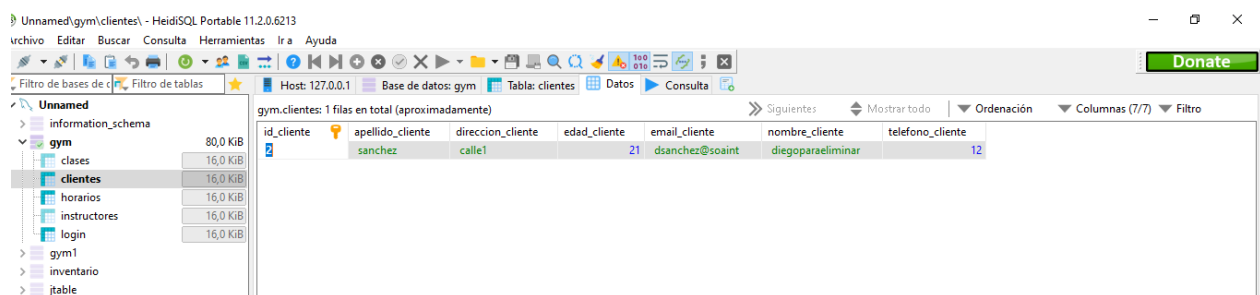 Unnamed\gym\clientes\ - HeidiSQL Portable 11.2.0.6213
Archivo Editar Buscar Consulta Herramientas Ir a Ayuda
Donate
Filtro de bases de d Filtro de tablas
Host: 127.0.0.1 Base de datos: gym Tabla: clientes Datos Consulta
Unnamed
information_schema
gym 80,0 KiB
clases 16,0 KiB
clientes 16,0 KiB
horarios 16,0 KiB
instructores 16,0 KiB
login 16,0 KiB
gym1
inventario
jtable
gym.clientes: 1 filas en total (aproximadamente)
Siguientes Mostrar todo Ordenación Columnas (7/7) Filtro
id_cliente apellido_cliente direccion_cliente edad_cliente email_cliente nombre_cliente telefono_cliente
2 sanchez calle1 21 dsanchez@soaint diegoparaeliminar 12